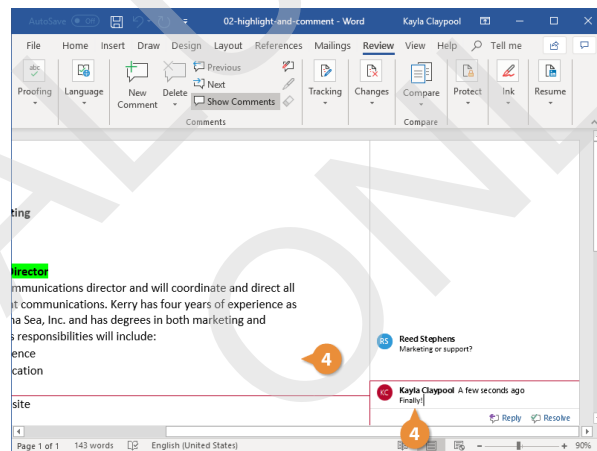 AutoSave Off 02-highlight-and-comment - Word Kayla Claypool
File Home Insert Draw Design Layout References Mailings Review View Help Tell me
abc
Proofing
Language
New
Comment
Delete
Previous
Next
Show Comments
Comments
Tracking
Changes
Compare
Compare
Protect
Ink
Resume
ting
Director
mmunications director and will coordinate and direct all
nt communications. Kerry has four years of experience as
na Sea, Inc. and has degrees in both marketing and
s responsibilities will include:
ence
cation
site
4
RS Reed Stephens
Marketing or support?
KC Kayla Claypool A few seconds ago
Finally!
Reply Resolve
4
Page 1 of 1 143 words English (United States) 90%